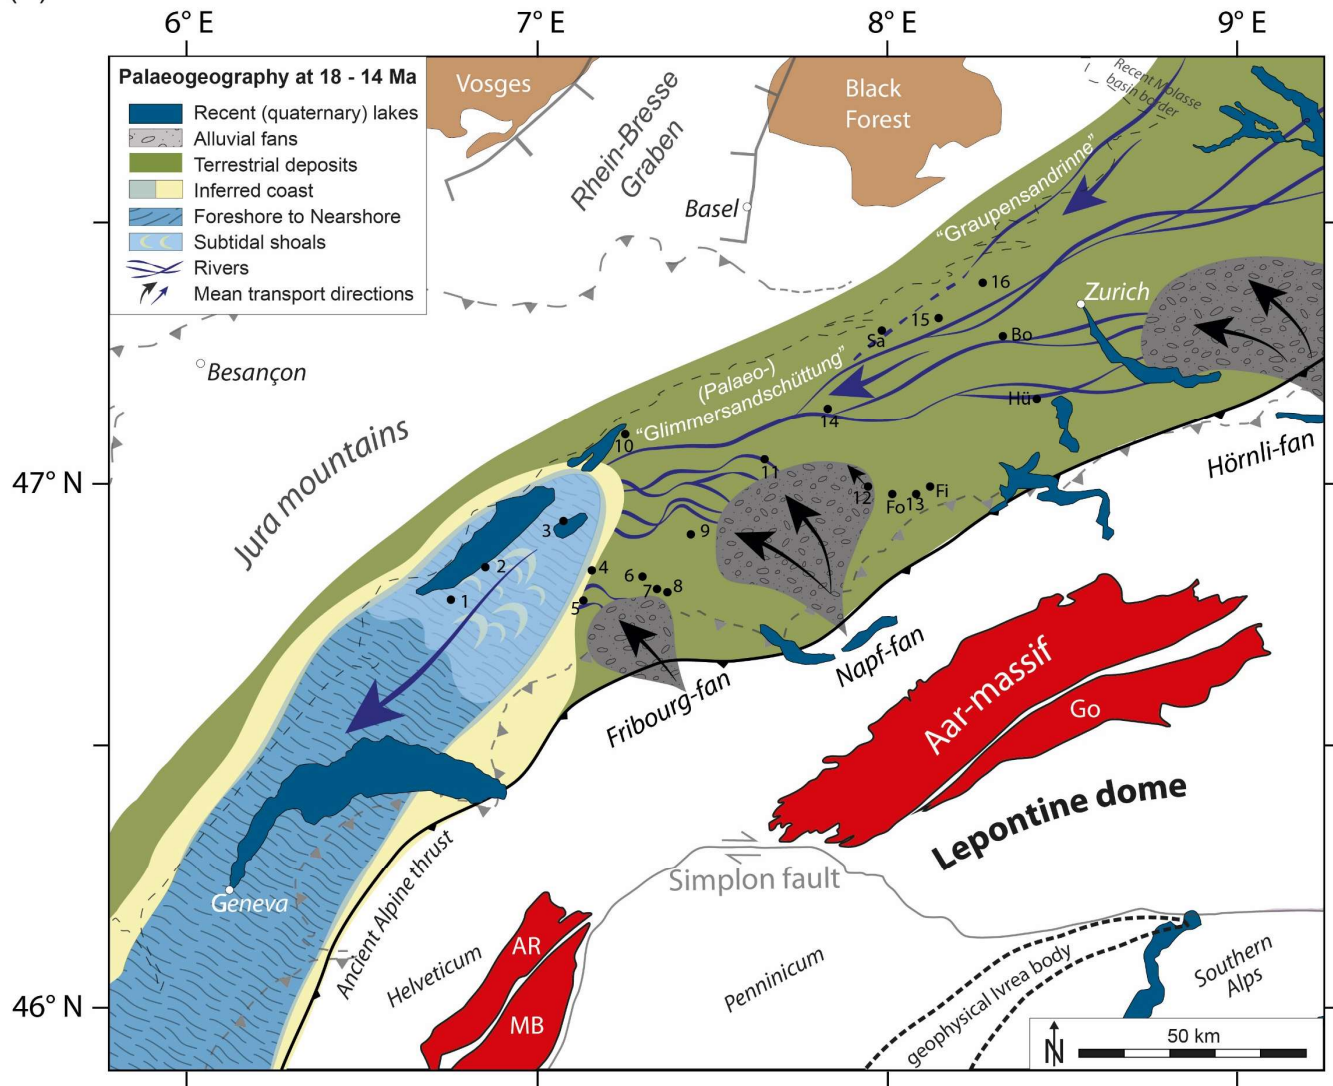 6° E
7° E
8° E
9° E
Palaeogeography at 18 - 14 Ma
Recent (quaternary) lakes
Alluvial fans
Terrestrial deposits
Inferred coast
Foreshore to Nearshore
Subtidal shoals
Rivers
Mean transport directions
Vosges
Rhein-Bresse
Graben
Black
Forest
Recent Molasse
basin border
Basel
"Graupensandrinne"
16
Zurich
15
Sa
Bo
Besançon
(Palaeo-)
"Glimmersandschüttung"
Hü
14
10
Jura mountains
Hörnli-fan
47° N
11
12
Fo
13
Fi
3
9
2
4
6
7
8
1
5
Napf-fan
Fribourg-fan
Aar-massif
Go
Lepontine dome
Simplon fault
Geneva
Ancient Alpine thrust
Helveticum
AR
MB
Penninicum
geophysical Ivrea body
Southern
Alps
46° N
N
50 km